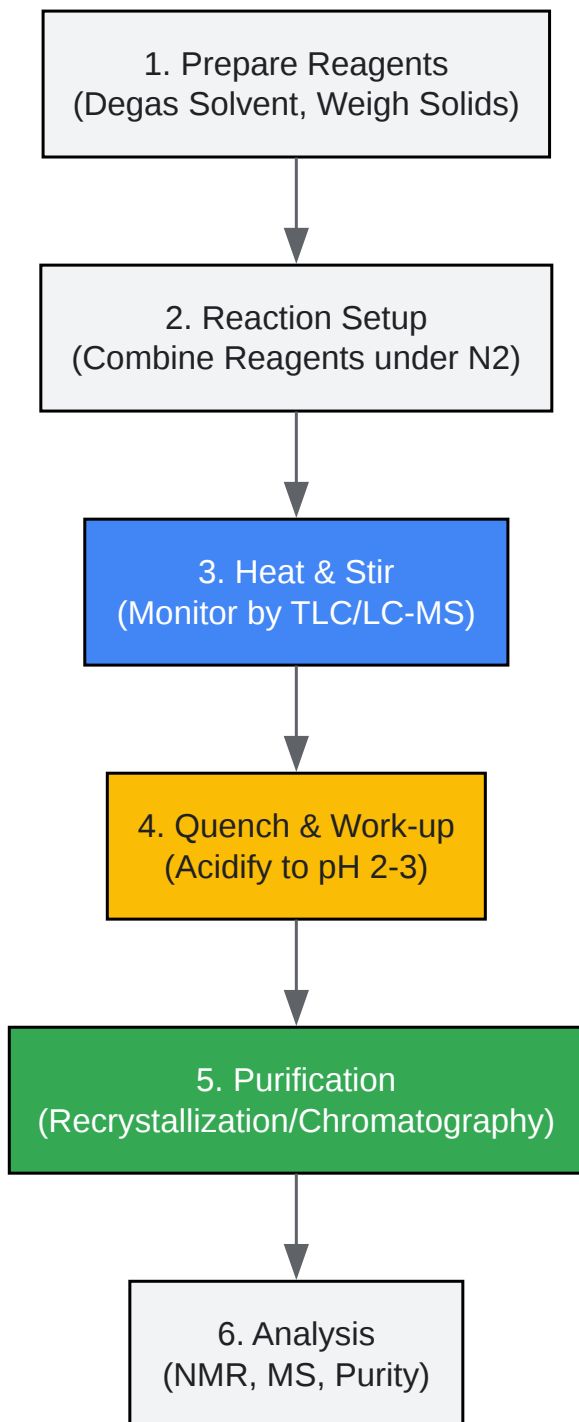 1. Prepare Reagents
(Degas Solvent, Weigh Solids)
2. Reaction Setup
(Combine Reagents under N2)
3. Heat & Stir
(Monitor by TLC/LC-MS)
4. Quench & Work-up
(Acidify to pH 2-3)
5. Purification
(Recrystallization/Chromatography)
6. Analysis
(NMR, MS, Purity)